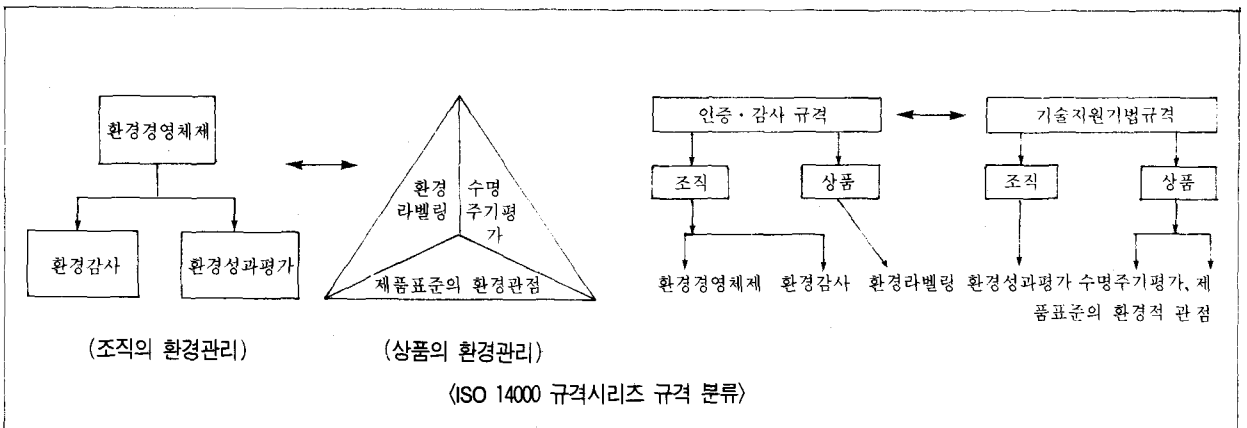 환경경영체제
환경감사
환경성과평가
(조직의 환경관리)
환경
라벨링
수명
주기평
가
제품표준의 환경관점
(상품의 환경관리)
인증·감사 규격
기술지원기법규격
조직
상품
조직
상품
환경경영체제 환경감사 환경라벨링 환경성과평가 수명주기평가, 제
품표준의 환경적 관점
〈ISO 14000 규격시리즈 규격 분류〉